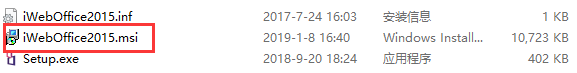 iWebOffice2015.inf 2017-7-24 16:03 安装信息 1 KB
iWebOffice2015.msi 2019-1-8 16:40 Windows Install... 10,723 KB
Setup.exe 2018-9-20 18:24 应用程序 402 KB